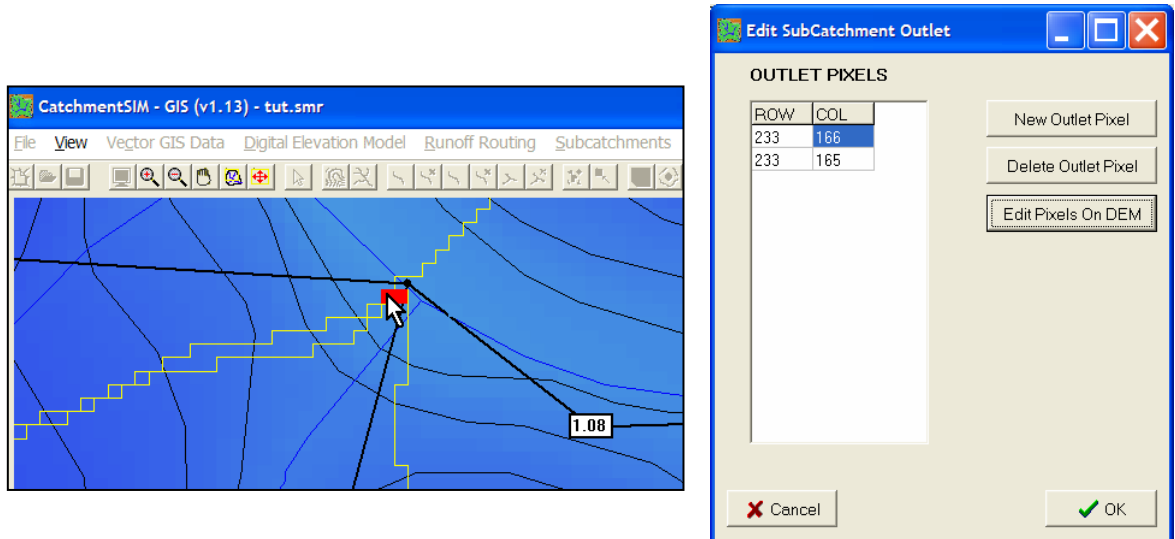 CatchmentSIM - GIS (v1.13) - tut.smr
File View Vector GIS Data Digital Elevation Model Runoff Routing Subcatchments
1.08
Edit SubCatchment Outlet
OUTLET PIXELS
ROW COL
233 166
233 165
New Outlet Pixel
Delete Outlet Pixel
Edit Pixels On DEM
Cancel
OK